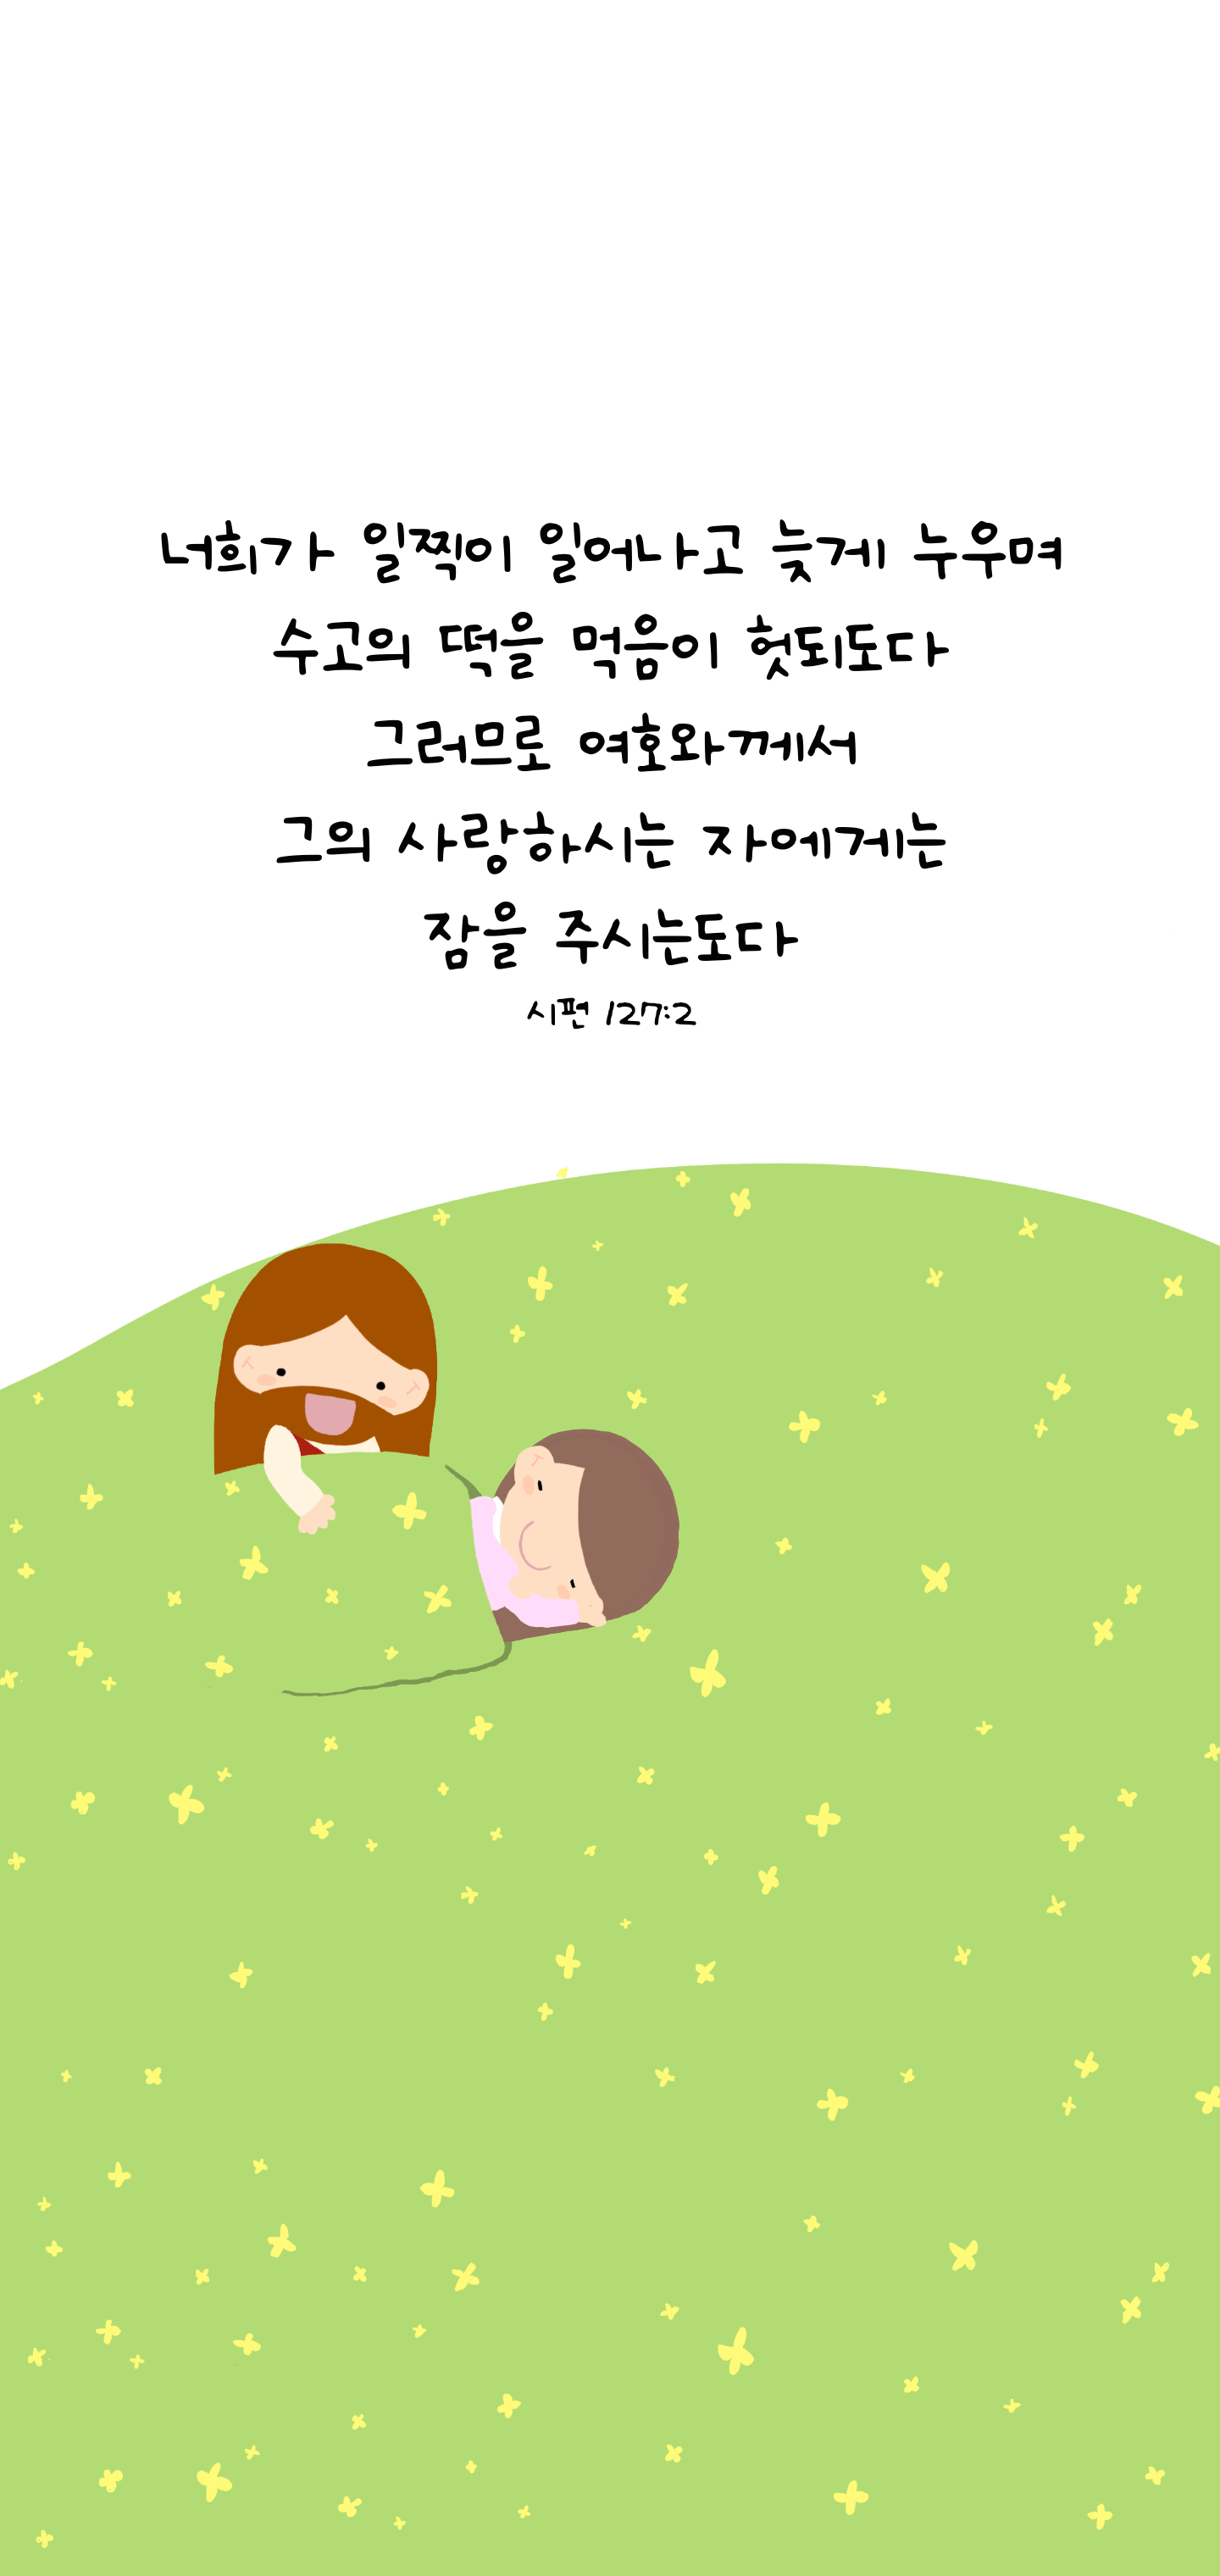 너희가 일찍이 일어나고 늦게 누우며
수고의 떡을 먹음이 헛되도다
그러므로 여호와께서
그의 사랑하시는 자에게는
잠을 주시는도다
시편 127:2